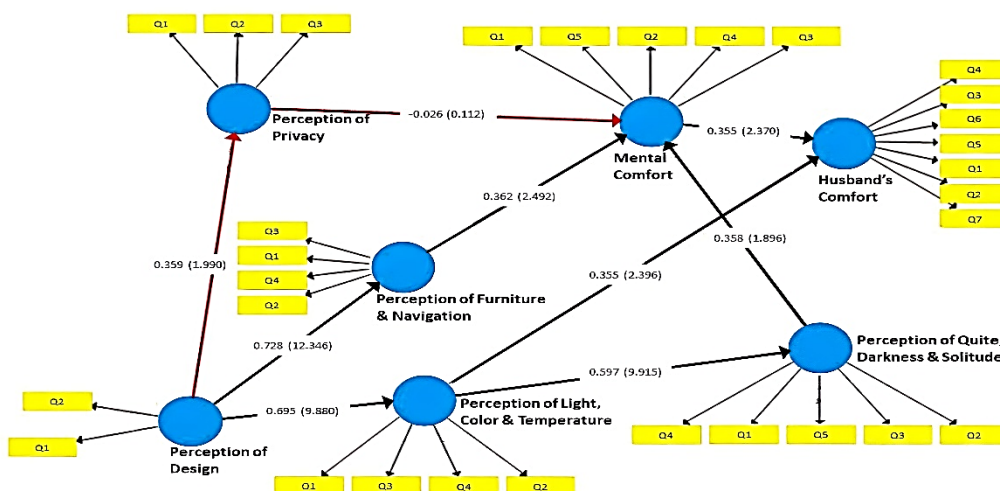 Q1
Q2
Q3
Q1
Q5
Q2
Q4
Q3
Q4
Q3
Q6
Q5
Q1
Q2
Q7
Perception of
Privacy
-0.026 (0.112)
Mental
Comfort
0.355 (2.370)
Husband's
Comfort
0.362 (2.492)
0.358 (1.896)
0.359 (1.990)
Q3
Q1
Q4
Q2
Perception of Furniture
& Navigation
0.355 (2.396)
0.728 (12.346)
Perception of Quite,
Darkness & Solitude
0.597 (9.915)
Q2
Q1
0.695 (9.880)
Perception of Light,
Color & Temperature
Perception of
Design
Q4
Q1
Q5
Q3
Q2
Q1
Q3
Q4
Q2